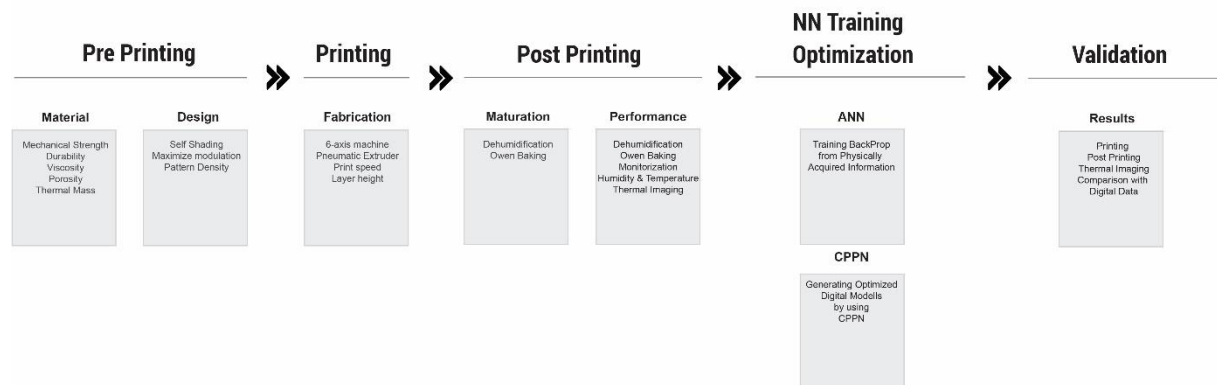 Pre Printing
Material
Mechanical Strength
Durability
Viscosity
Porosity
Thermal Mass
Design
Self Shading
Maximize modulation
Pattern Density
Printing
Fabrication
6-axis machine
Pneumatic Extruder
Print speed
Layer height
Post Printing
Maturation
Dehumidification
Owen Baking
Performance
Dehumidification
Owen Baking
Monitorization
Humidity & Temperature
Thermal Imaging
NN Training
Optimization
ANN
Training BackProp
from Physically
Acquired Information
CPPN
Generating Optimized
Digital Modells
by using
CPPN
Validation
Results
Printing
Post Printing
Thermal Imaging
Comparison with
Digital Data